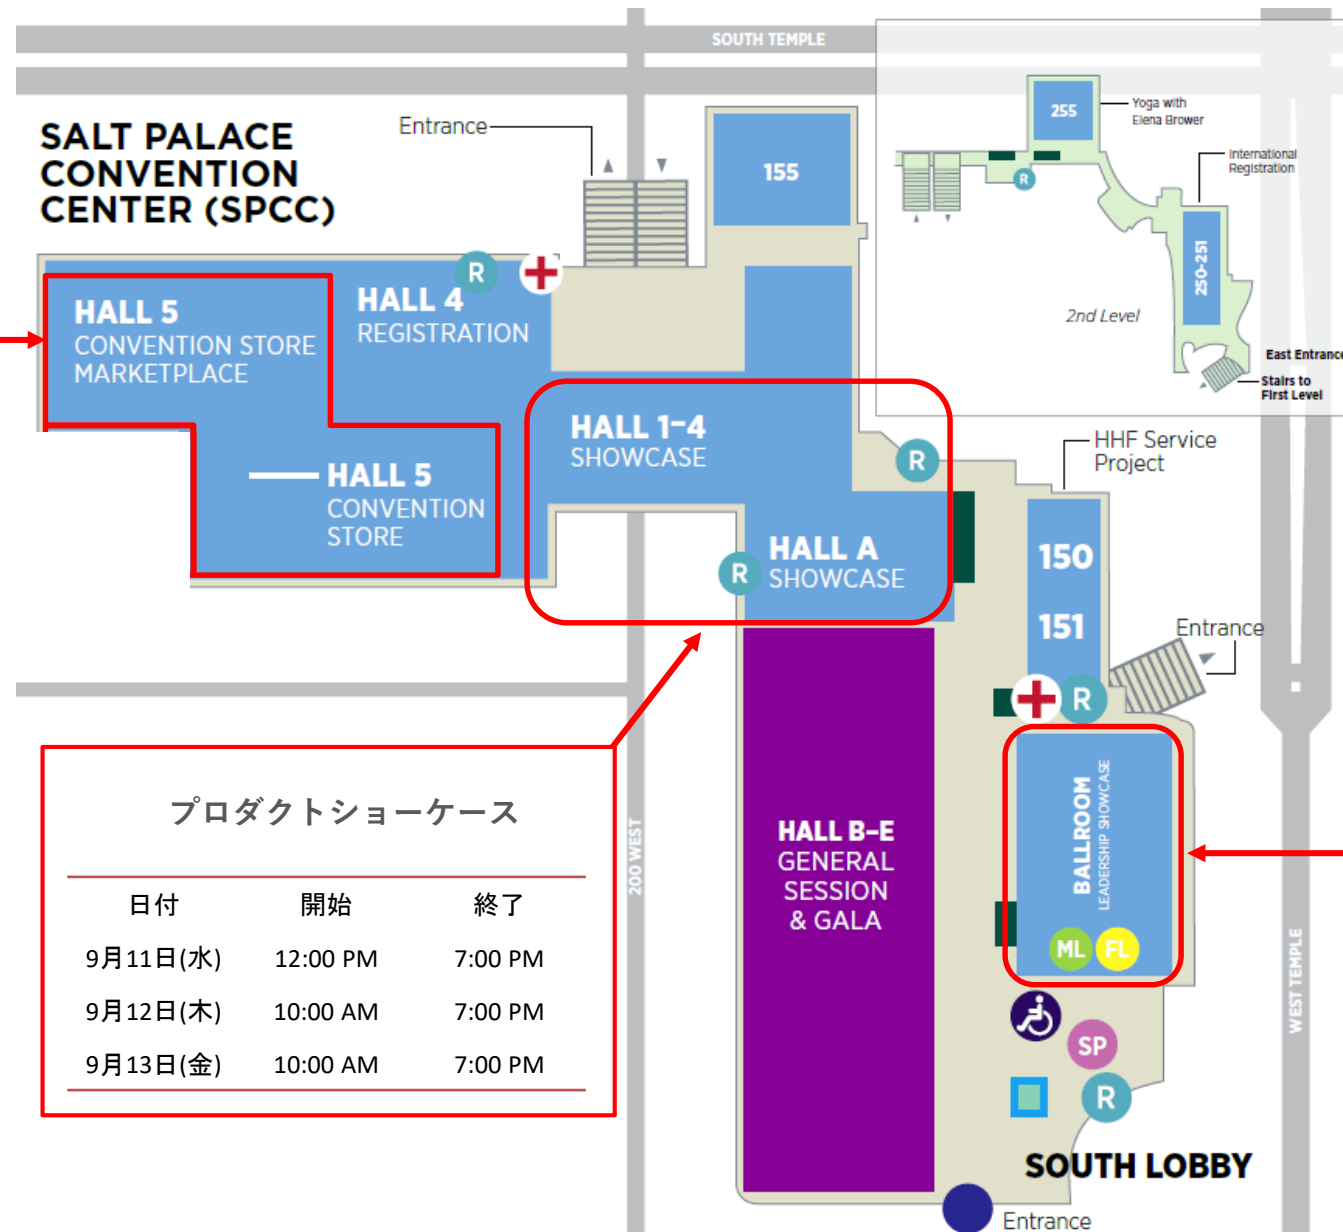 SOUTH TEMPLE
SALT PALACE
CONVENTION
CENTER (SPCC)
Entrance
155
255
Yoga with
Elena Brower
R
International
Registration
250-251
2nd Level
East Entrance
Stairs to
First Level
R
HALL 5
CONVENTION STORE
MARKETPLACE
HALL 4
REGISTRATION
HALL 1-4
SHOWCASE
R
HHF Service
Project
HALL 5
CONVENTION
STORE
R
HALL A
SHOWCASE
150
151
Entrance
R
プロダクトショーケース
日付 開始 終了
9月11日(水) 12:00 PM 7:00 PM
9月12日(木) 10:00 AM 7:00 PM
9月13日(金) 10:00 AM 7:00 PM
200 WEST
HALL B-E
GENERAL
SESSION
& GALA
BALLROOM
LEADERSHIP SHOWCASE
ML FL
WEST TEMPLE
SP
R
SOUTH LOBBY
Entrance